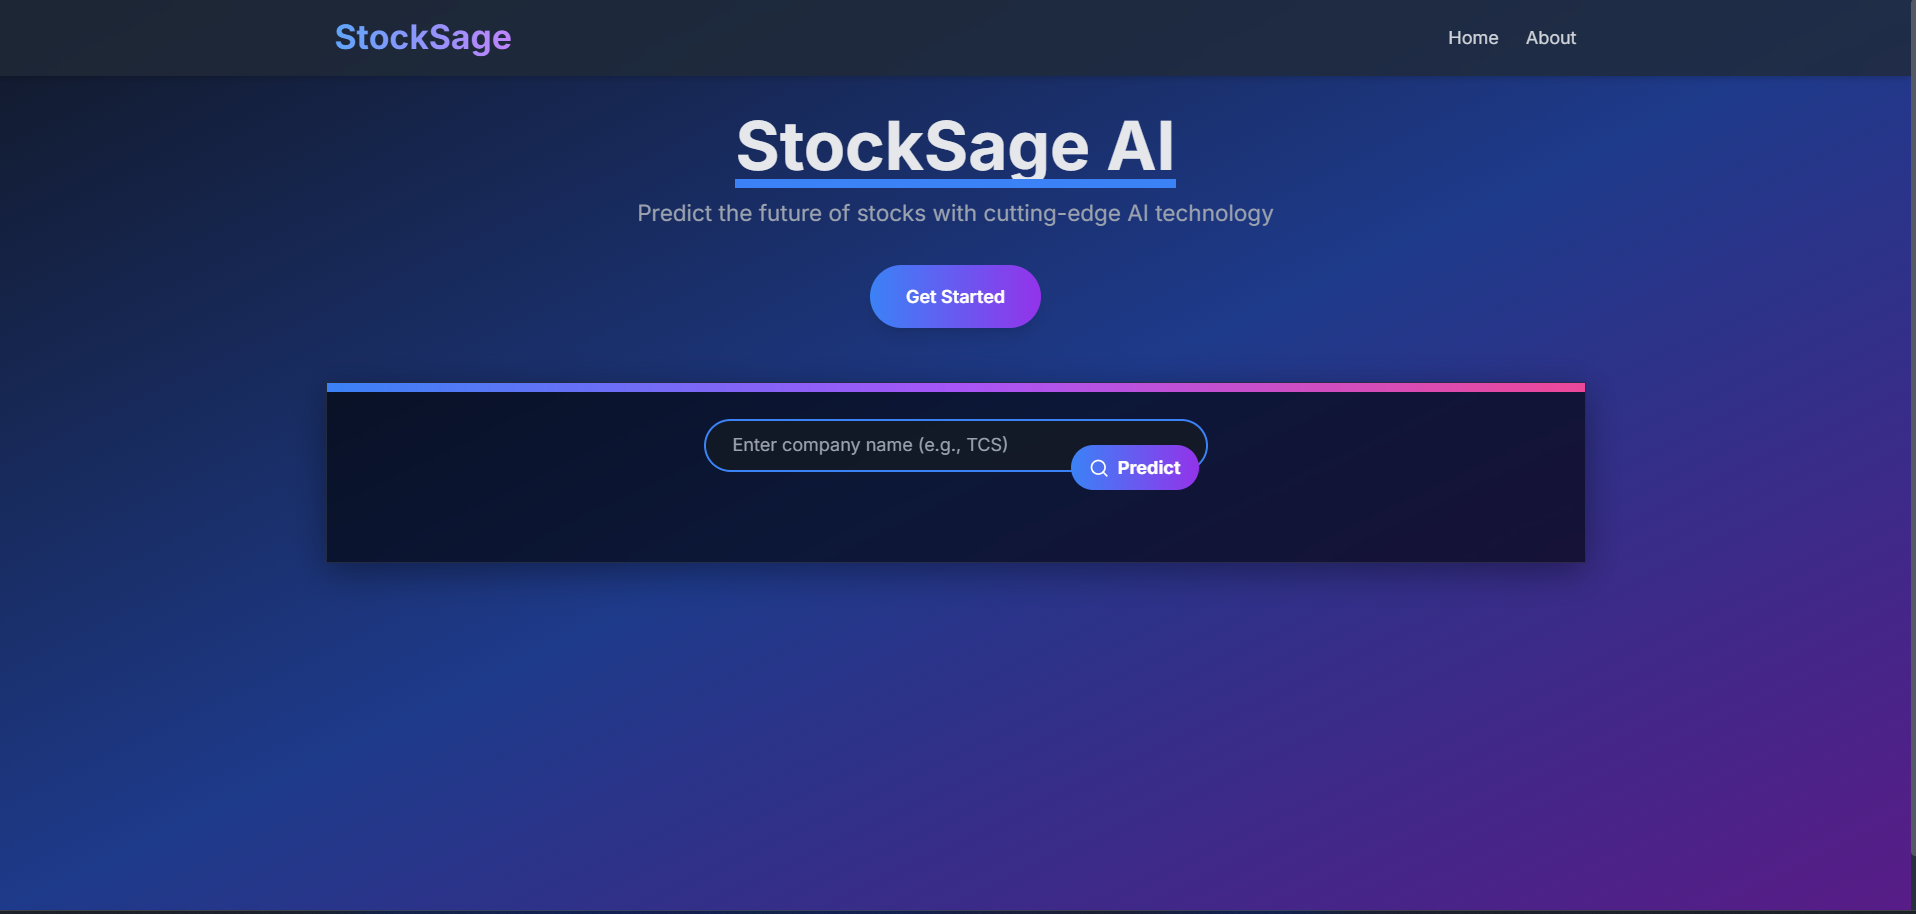 StockSage
Home About
StockSage AI
Predict the future of stocks with cutting-edge AI technology
Get Started
Enter company name (e.g., TCS)
Predict